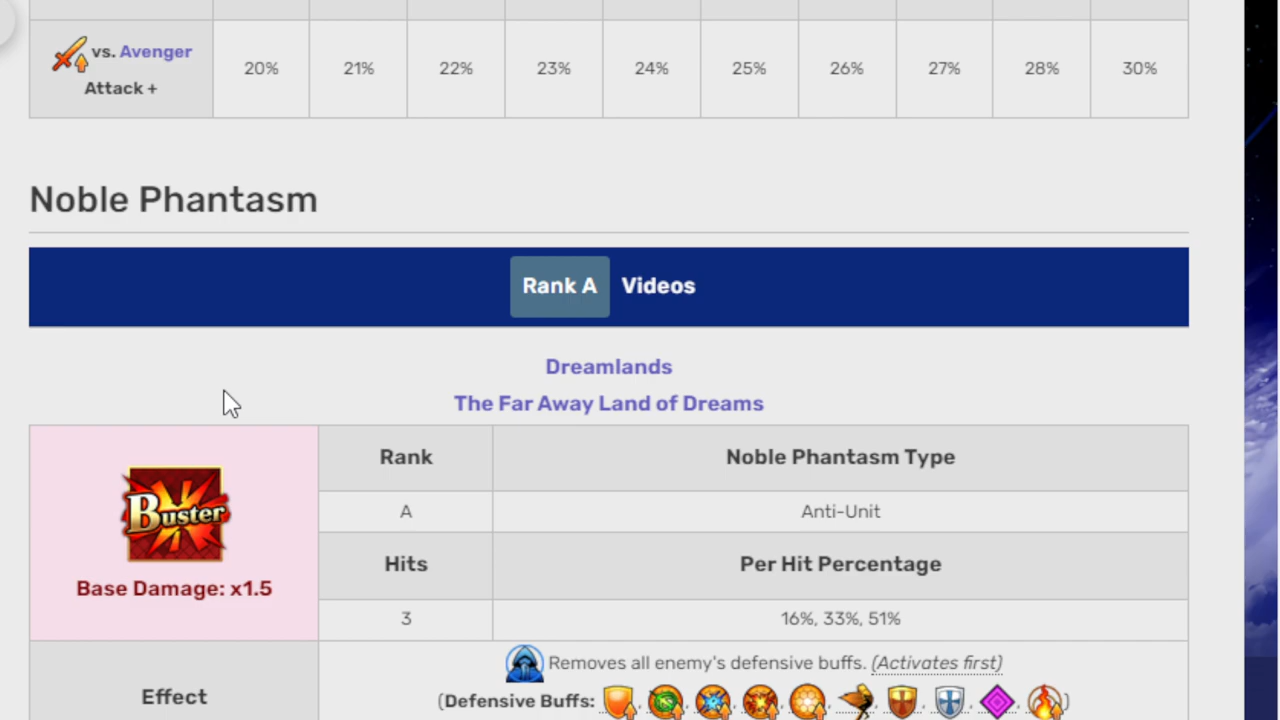 vs. Avenger
Attack +
20% 21% 22% 23% 24% 25% 26% 27% 28% 30%
Noble Phantasm
Rank A Videos
Dreamlands
The Far Away Land of Dreams
Buster
Base Damage: x1.5
Rank Noble Phantasm Type
A Anti-Unit
Hits Per Hit Percentage
3 16%, 33%, 51%
Effect
Removes all enemy's defensive buffs. (Activates first)
(Defensive Buffs: , , , , , , , , , )